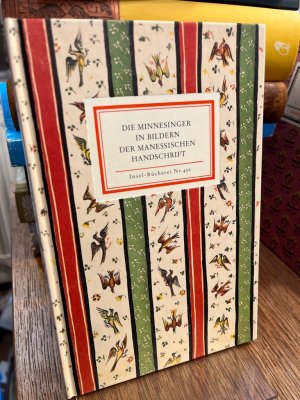 DIE MINNESINGER
IN BILDERN
DER MANESSISCHEN
HANDSCHRIFT
Insel-Bücherei Nr 450